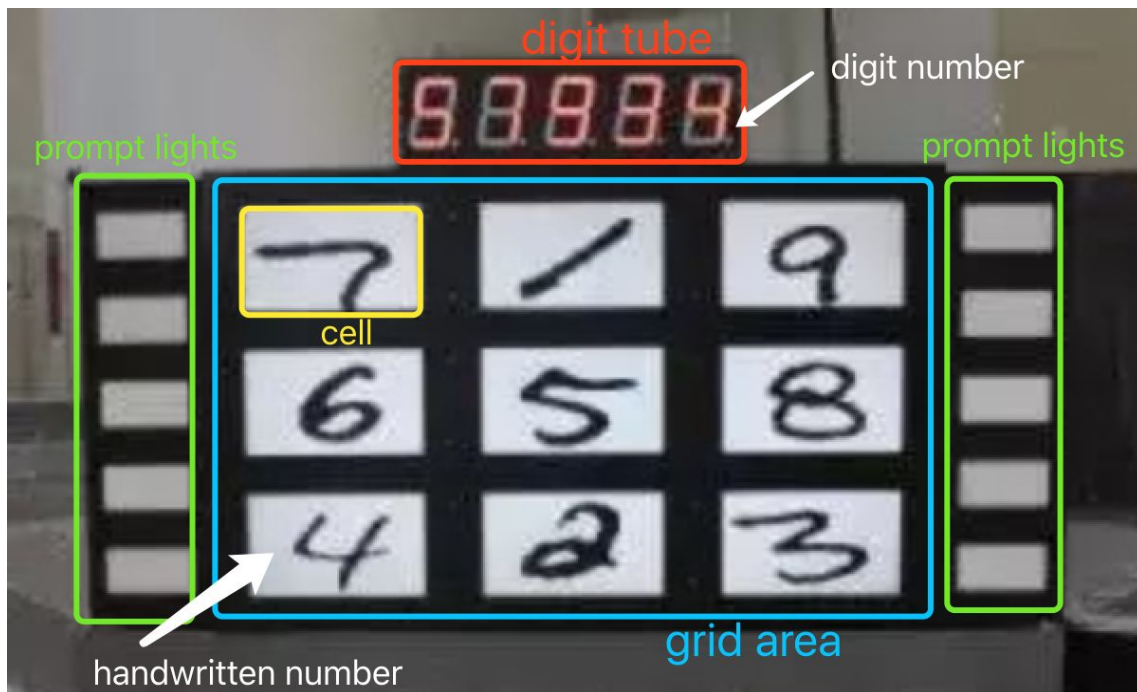 digit tube
digit number
prompt lights
prompt lights
7 1 9
cell
6 5 8
4 2 3
grid area
handwritten number